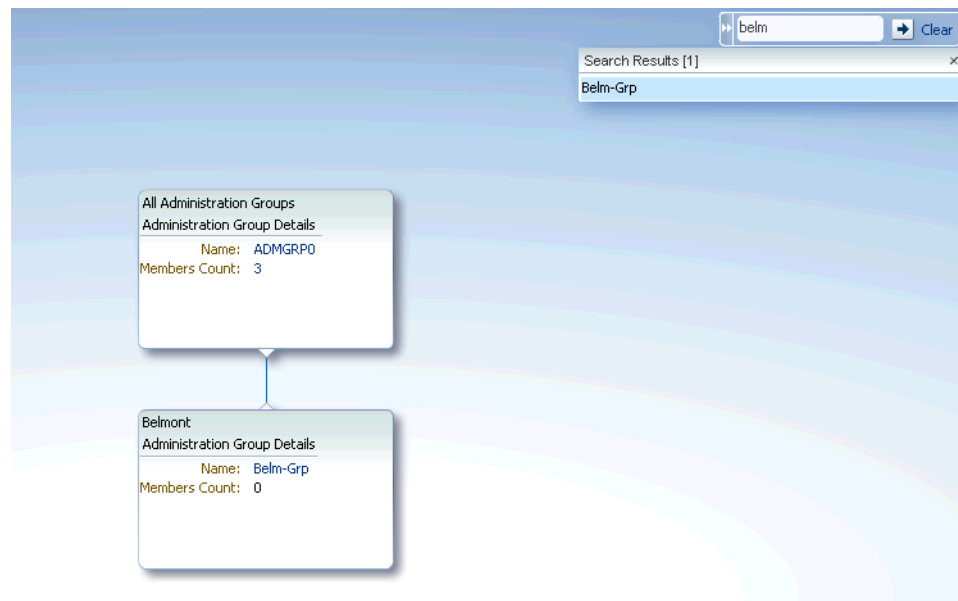 belm
Clear
Search Results [1]
Belm-Grp
All Administration Groups
Administration Group Details
Name: ADMGRP0
Members Count: 3
Belmont
Administration Group Details
Name: Belm-Grp
Members Count: 0